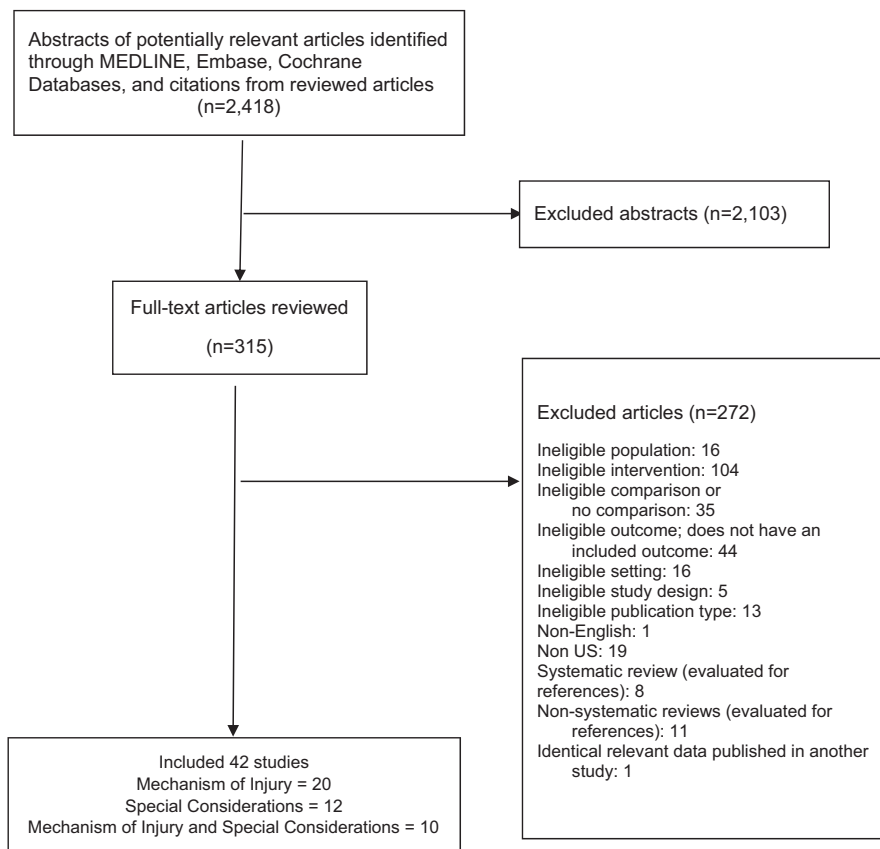 Abstracts of potentially relevant articles identified
through MEDLINE, Embase, Cochrane
Databases, and citations from reviewed articles
(n=2,418)
Excluded abstracts (n=2,103)
Full-text articles reviewed
(n=315)
Excluded articles (n=272)
Ineligible population: 16
Ineligible intervention: 104
Ineligible comparison or
no comparison: 35
Ineligible outcome; does not have an
included outcome: 44
Ineligible setting: 16
Ineligible study design: 5
Ineligible publication type: 13
Non-English: 1
Non US: 19
Systematic review (evaluated for
references): 8
Non-systematic reviews (evaluated for
references): 11
Identical relevant data published in another
study: 1
Included 42 studies
Mechanism of Injury = 20
Special Considerations = 12
Mechanism of Injury and Special Considerations = 10